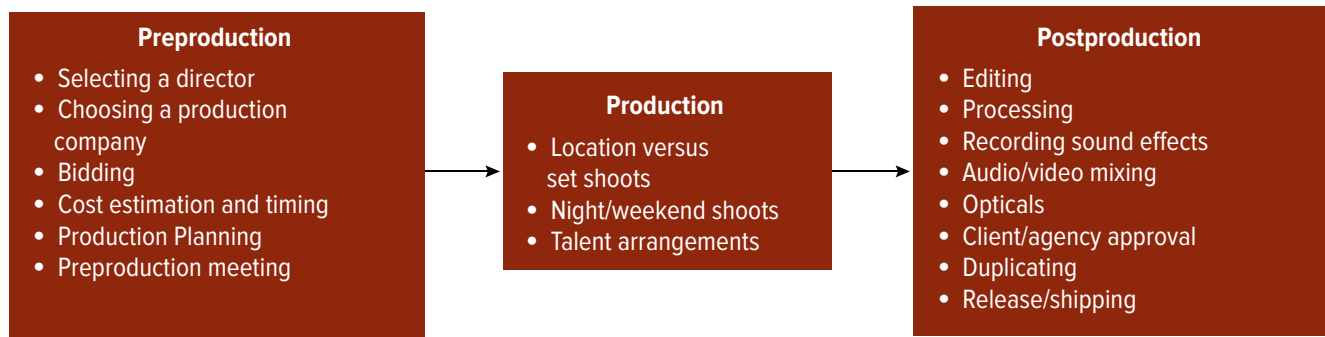 Preproduction
• Selecting a director
• Choosing a production
company
• Bidding
• Cost estimation and timing
• Production Planning
• Preproduction meeting
Production
• Location versus
set shoots
• Night/weekend shoots
• Talent arrangements
Postproduction
• Editing
• Processing
• Recording sound effects
• Audio/video mixing
• Opticals
• Client/agency approval
• Duplicating
• Release/shipping